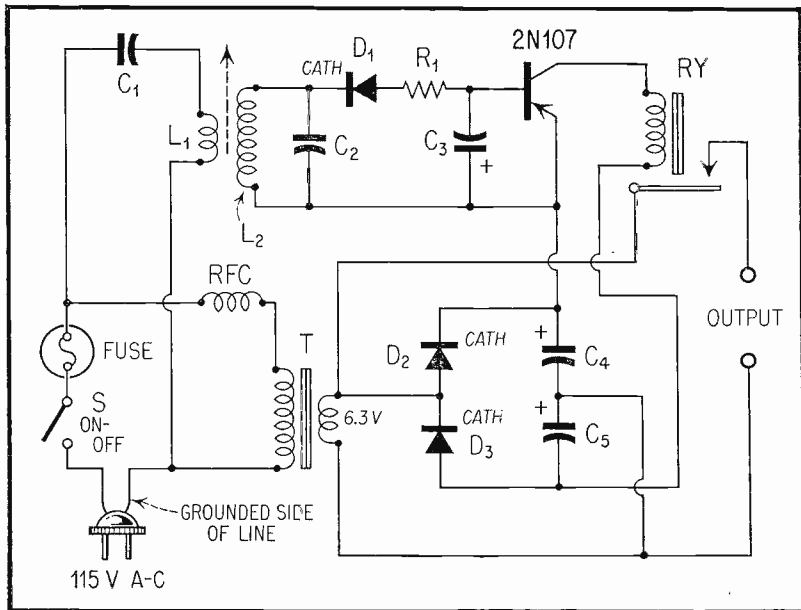 2N107
D1
CATH
R1
RY
C1
L1
C2
C3
+
L2
RFC
FUSE
T
S
ON-
OFF
6.3 V
D2
CATH
+
C4
CATH
+
D3
C5
OUTPUT
GROUNDED SIDE
OF LINE
115 V A-C